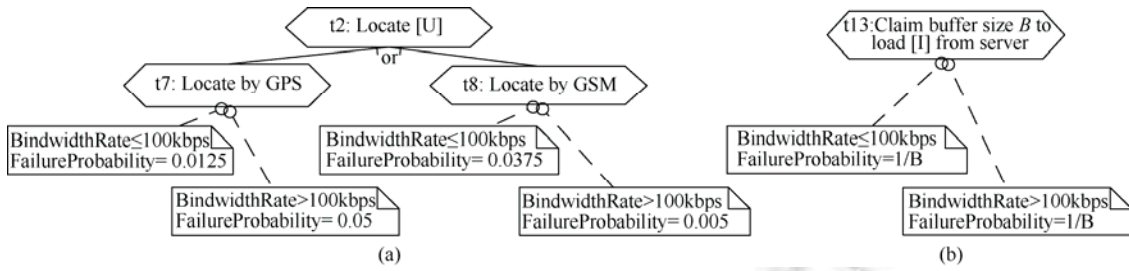 t2: Locate [U]
or
t7: Locate by GPS
t8: Locate by GSM
BindwidthRate≤100kbps
FailureProbability= 0.0125
BindwidthRate>100kbps
FailureProbability= 0.05
BindwidthRate≤100kbps
FailureProbability= 0.0375
BindwidthRate>100kbps
FailureProbability= 0.005
(a)
t13:Claim buffer size B to
load [I] from server
BindwidthRate≤100kbps
FailureProbability=1/B
BindwidthRate>100kbps
FailureProbability=1/B
(b)